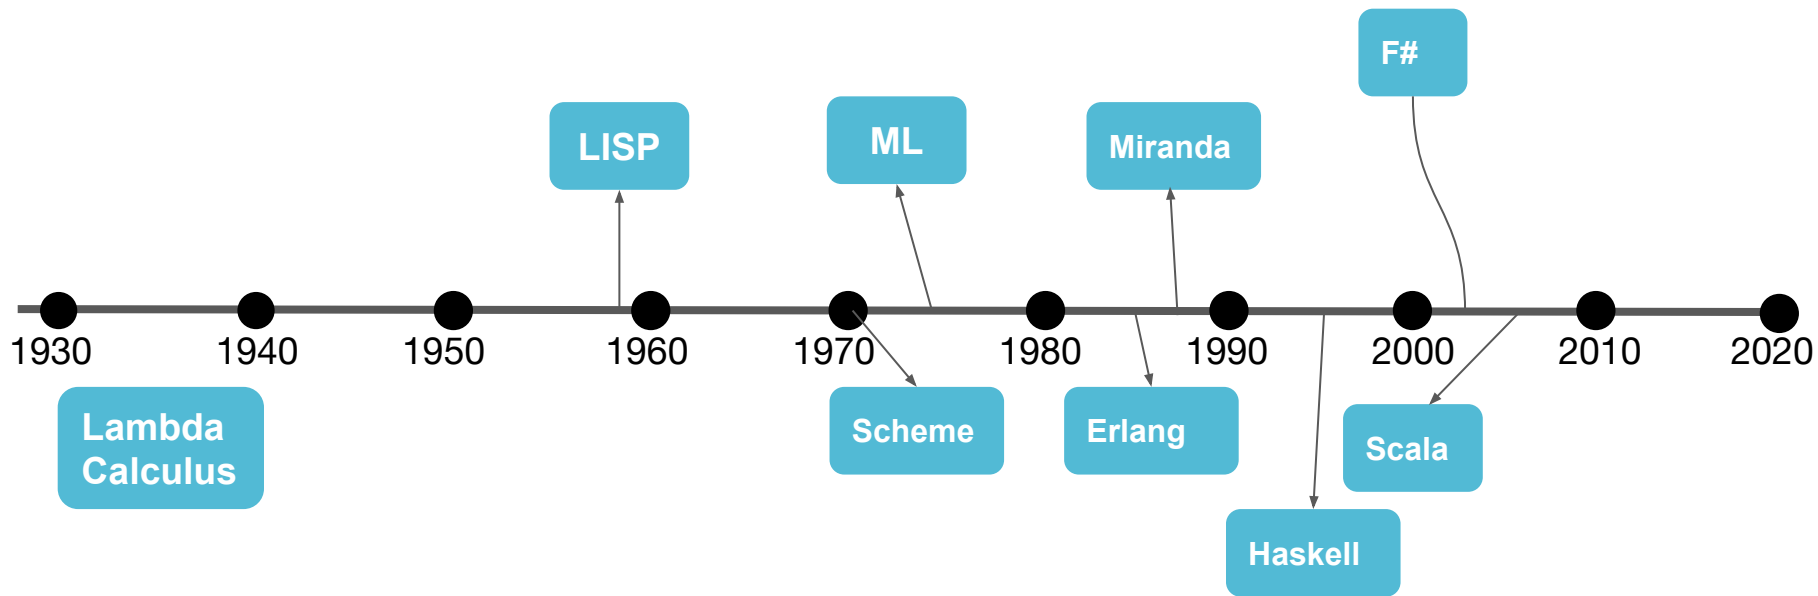 F#
LISP
ML
Miranda
1930
1940
1950
1960
1970
1980
1990
2000
2010
2020
Lambda
Calculus
Scheme
Erlang
Scala
Haskell